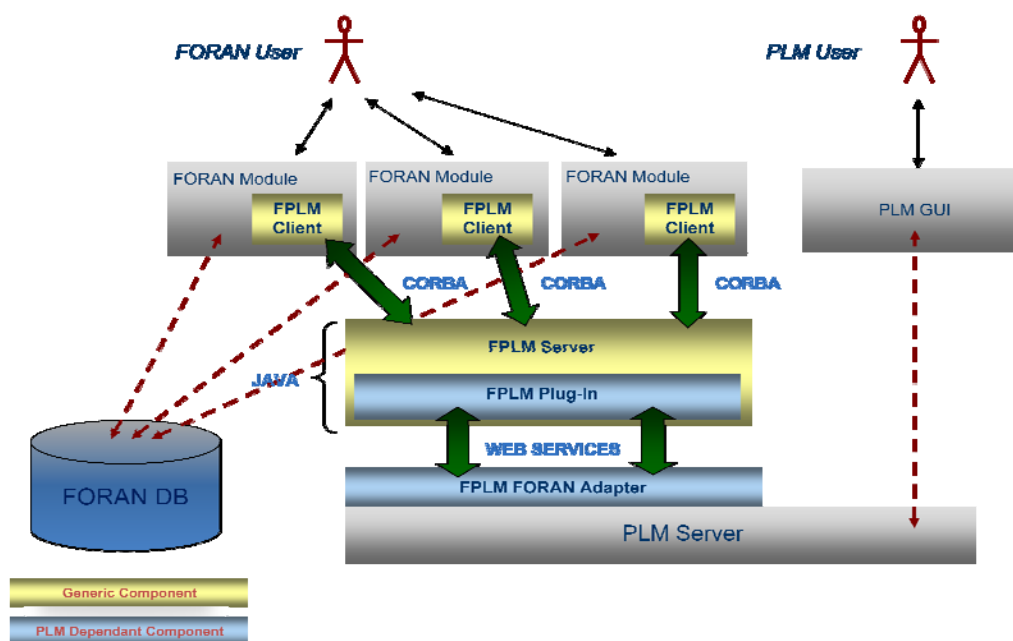 FORAN User
PLM User
FORAN Module
FORAN Module
FORAN Module
FPLM
Client
FPLM
Client
FPLM
Client
PLM GUI
CORBA
CORBA
CORBA
FPLM Server
JAVA
FPLM Plug-In
WEB SERVICES
FPLM FORAN Adapter
FORAN DB
PLM Server
Generic Component
PLM Dependant Component